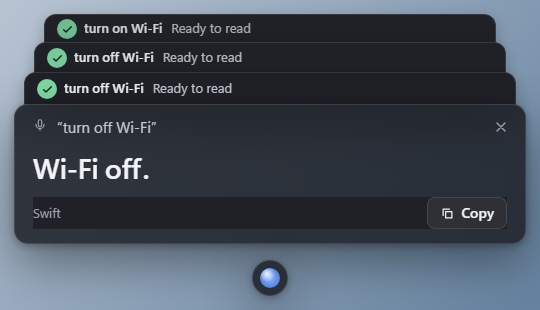 turn on Wi-Fi Ready to read
turn off Wi-Fi Ready to read
turn off Wi-Fi Ready to read
“turn off Wi-Fi”
Wi-Fi off.
Swift Copy